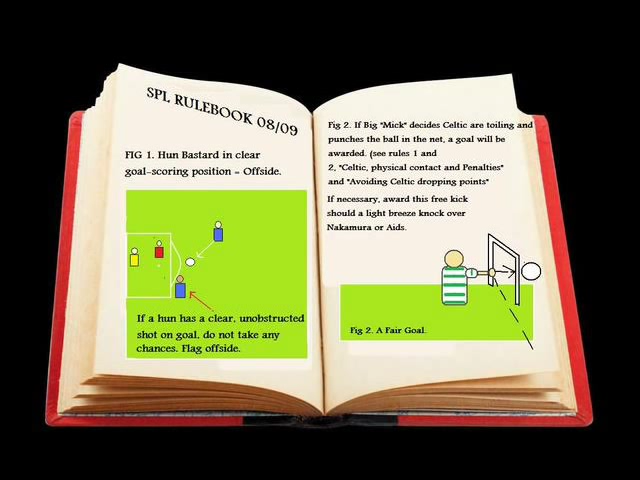 SPL RULEBOOK 08/09
FIG 1. Hun Bastard in clear
goal-scoring position = Offside.
If a hun has a clear, unobstructed
shot on goal, do not take any
chances. Flag offside.
Fig 2. If Big "Mick" decides Celtic are toiling and
punches the ball in the net, a goal will be
awarded. (see rules 1 and
2, "Celtic, physical contact and Penalties"
and "Avoiding Celtic dropping points"
If necessary, award this free kick
should a light breeze knock over
Nakamura or Aids.
Fig 2. A Fair Goal.